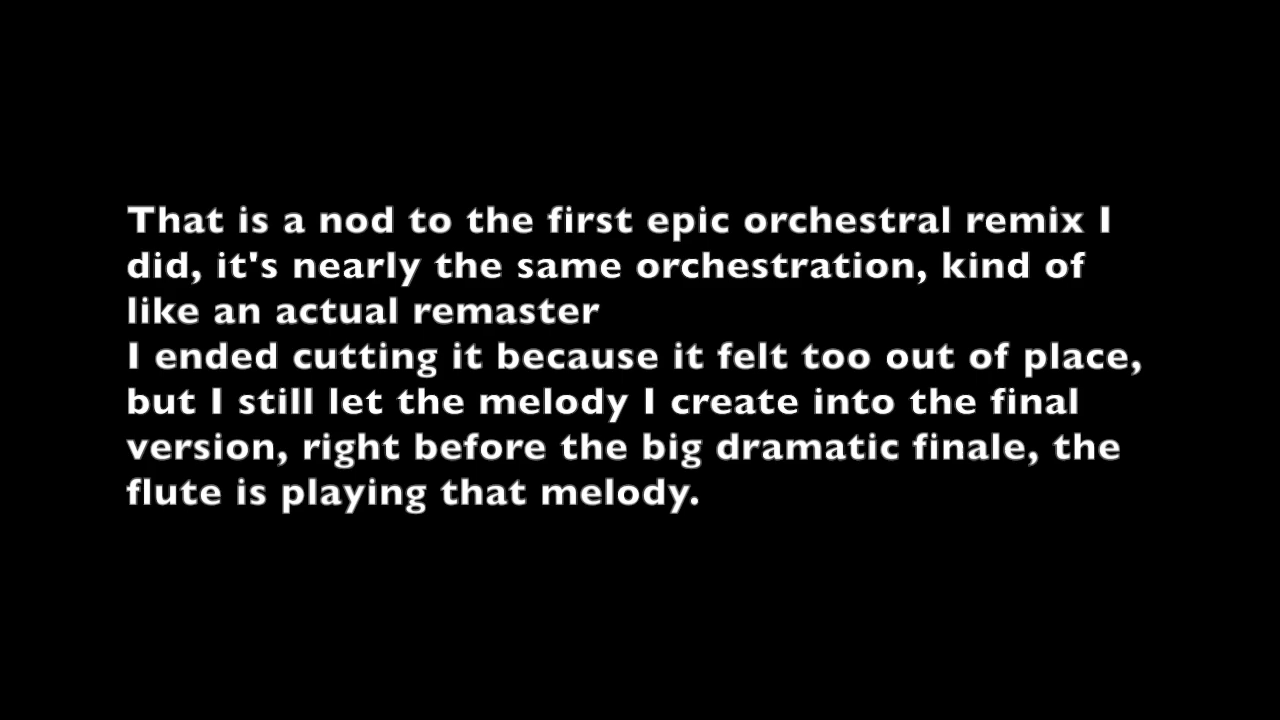 That is a nod to the first epic orchestral remix I
did, it's nearly the same orchestration, kind of
like an actual remaster
I ended cutting it because it felt too out of place,
but I still let the melody I create into the final
version, right before the big dramatic finale, the
flute is playing that melody.